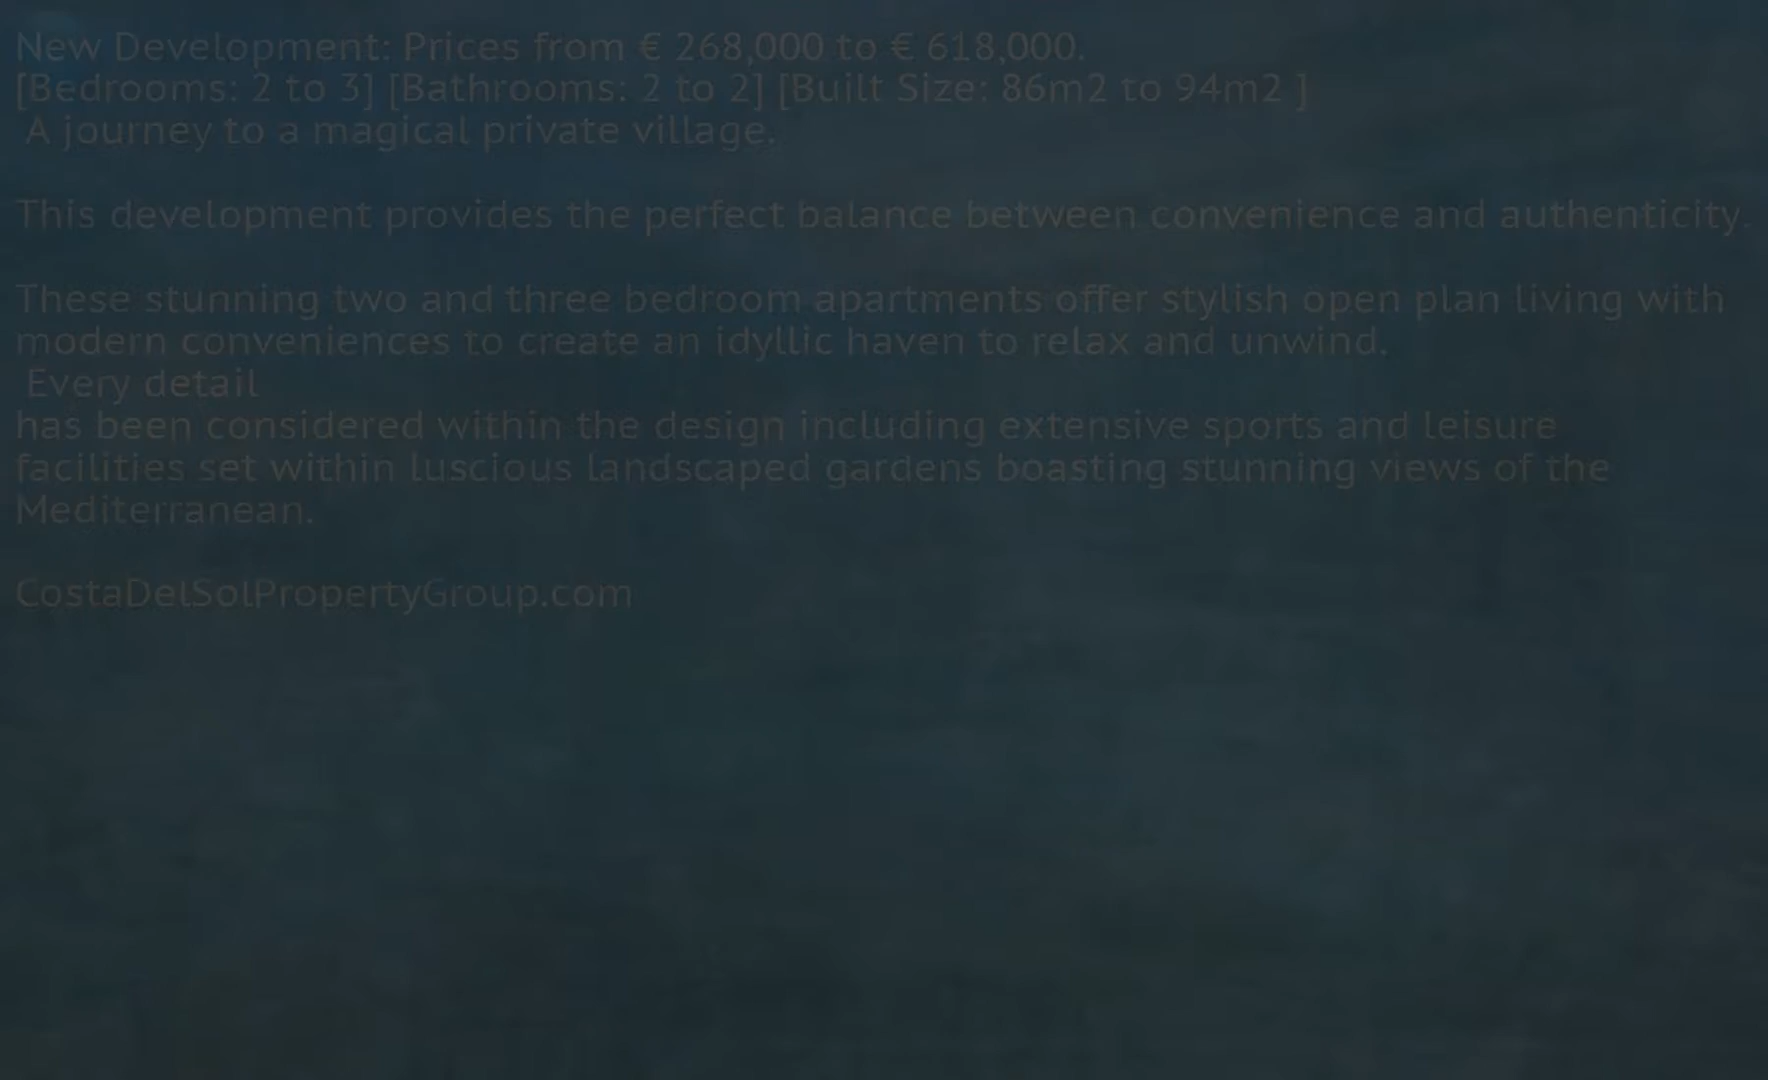 New Development: Prices from € 268,000 to € 618,000.
[Bedrooms: 2 to 3] [Bathrooms: 2 to 2] [Built Size: 86m2 to 94m2 ]
A journey to a magical private village.
This development provides the perfect balance between convenience and authenticity.
These stunning two and three bedroom apartments offer stylish open plan living with
modern conveniences to create an idyllic haven to relax and unwind.
Every detail
has been considered within the design including extensive sports and leisure
facilities set within luscious landscaped gardens boasting stunning views of the
Mediterranean.
CostaDelSolPropertyGroup.com